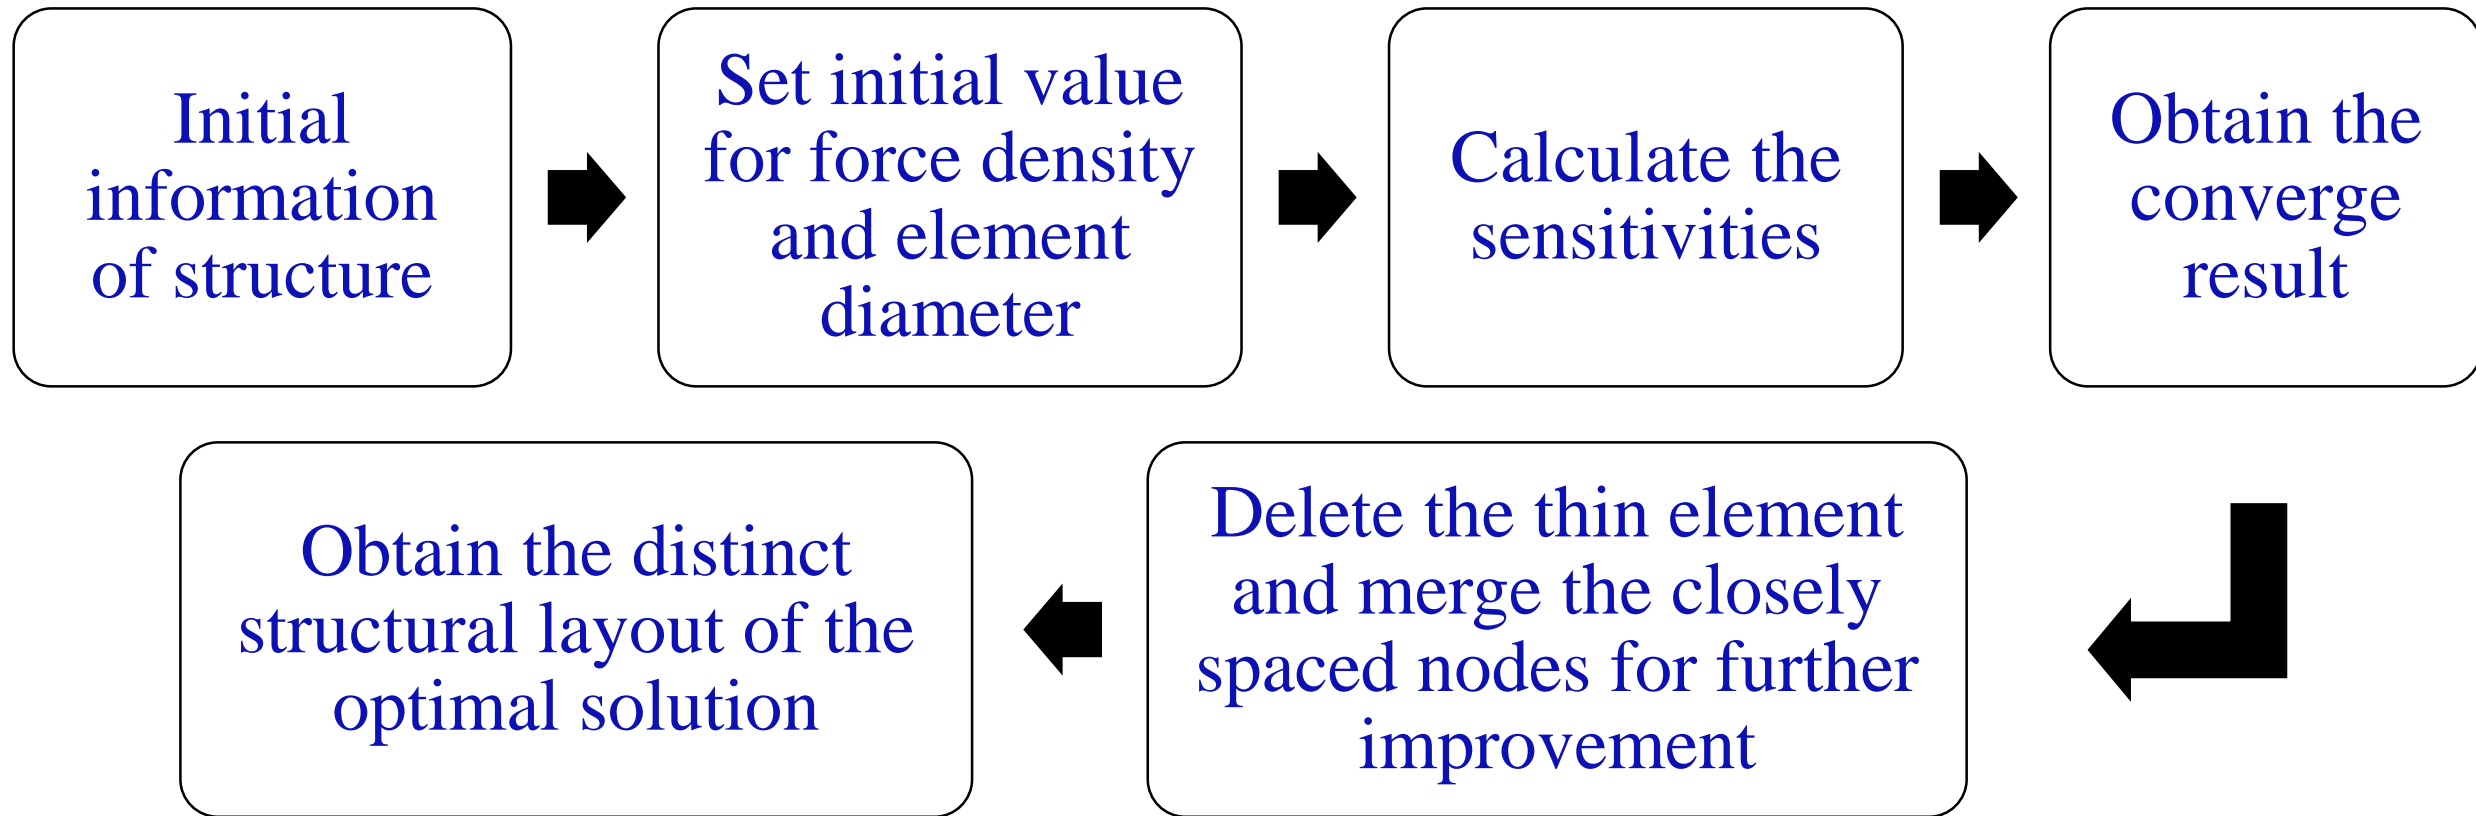 Initial
information
of structure
Set initial value
for force density
and element
diameter
Calculate the
sensitivities
Obtain the
converge
result
Delete the thin element
and merge the closely
spaced nodes for further
improvement
Obtain the distinct
structural layout of the
optimal solution